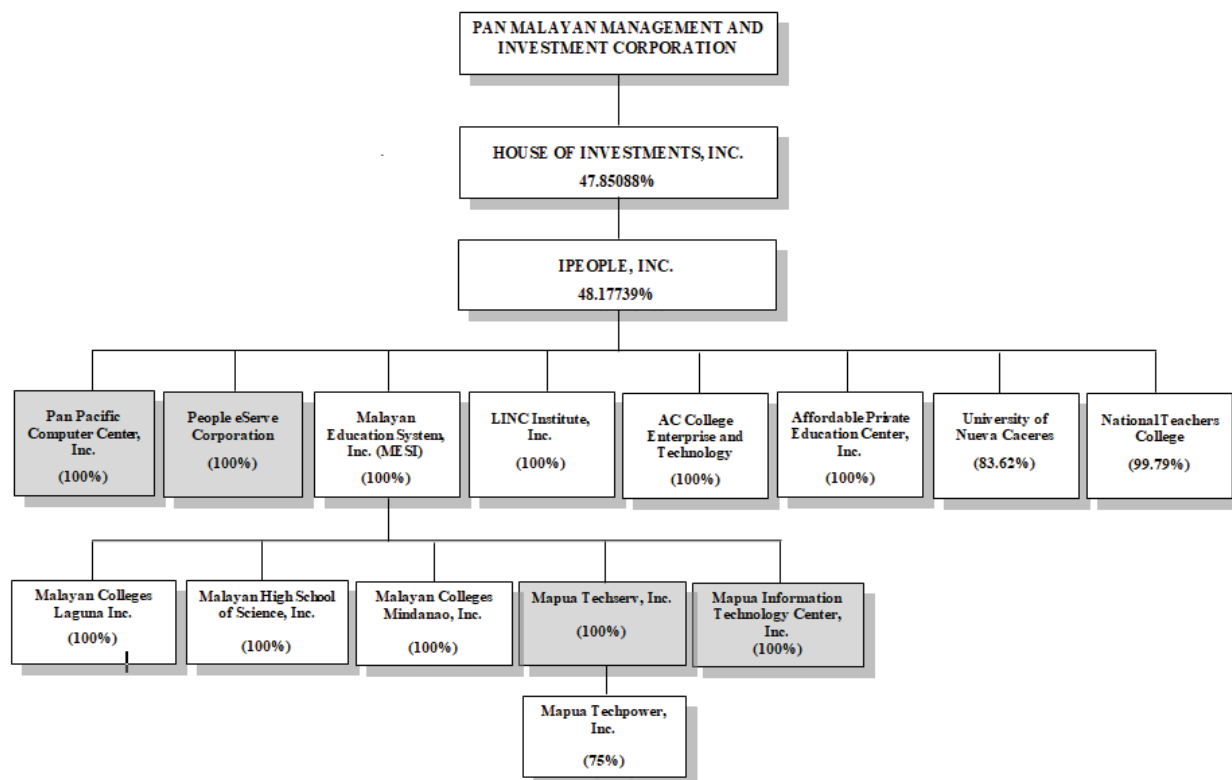 PAN MALAYAN MANAGEMENT AND
INVESTMENT CORPORATION
HOUSE OF INVESTMENTS, INC.
47.85088%
IPEOPLE, INC.
48.17739%
Pan Pacific
Computer Center,
Inc.
(100%)
People eServe
Corporation
(100%)
Malayan
Education System,
Inc. (MESI)
(100%)
LINC Institute,
Inc.
(100%)
AC College
Enterprise and
Technology
(100%)
Affordable Private
Education Center,
Inc.
(100%)
University of
Nueva Caceres
(83.62%)
National Teachers
College
(99.79%)
Malayan Colleges
Laguna Inc.
(100%)
Malayan High School
of Science, Inc.
(100%)
Malayan Colleges
Mindanao, Inc.
(100%)
Mapua Techserv, Inc.
(100%)
Mapua Information
Technology Center,
Inc.
(100%)
Mapua Techpower,
Inc.
(75%)